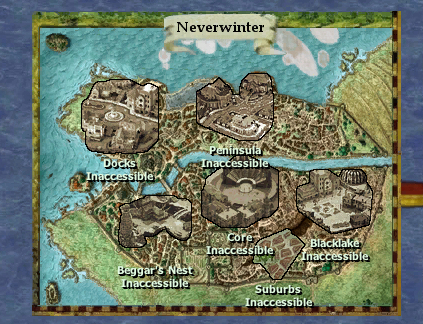 Neverwinter
Docks
Inaccessible
Peninsula
Inaccessible
Core
Inaccessible
Blacklake
Inaccessible
Beggar's Nest
Inaccessible
Suburbs
Inaccessible